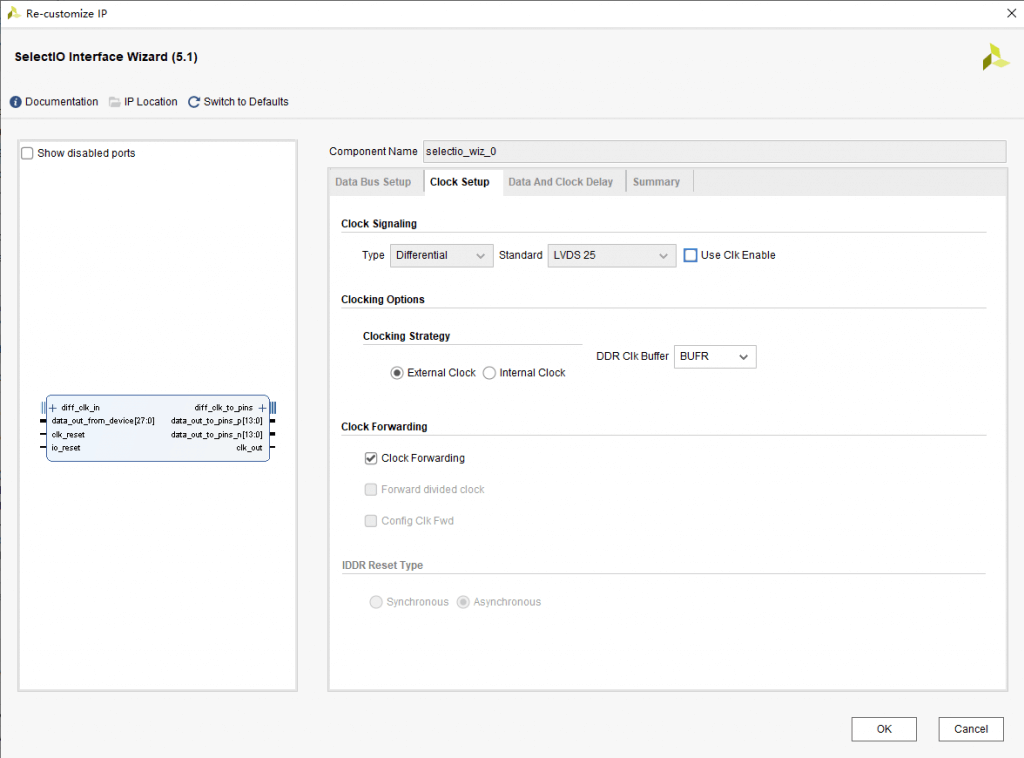 Re-customize IP
SelectIO Interface Wizard (5.1)
Documentation IP Location Switch to Defaults
Show disabled ports
diff_clk_in diff_clk_to_pins
data_out_from_device[27:0] data_out_to_pins_p[13:0]
clk_reset data_out_to_pins_n[13:0]
io_reset clk_out
Component Name selectio_wiz_0
Data Bus Setup Clock Setup Data And Clock Delay Summary
Clock Signaling
Type Differential Standard LVDS 25 Use Clk Enable
Clocking Options
Clocking Strategy
DDR Clk Buffer BUFR
External Clock Internal Clock
Clock Forwarding
Clock Forwarding
Forward divided clock
Config Clk Fwd
IDDR Reset Type
Synchronous Asynchronous
OK Cancel